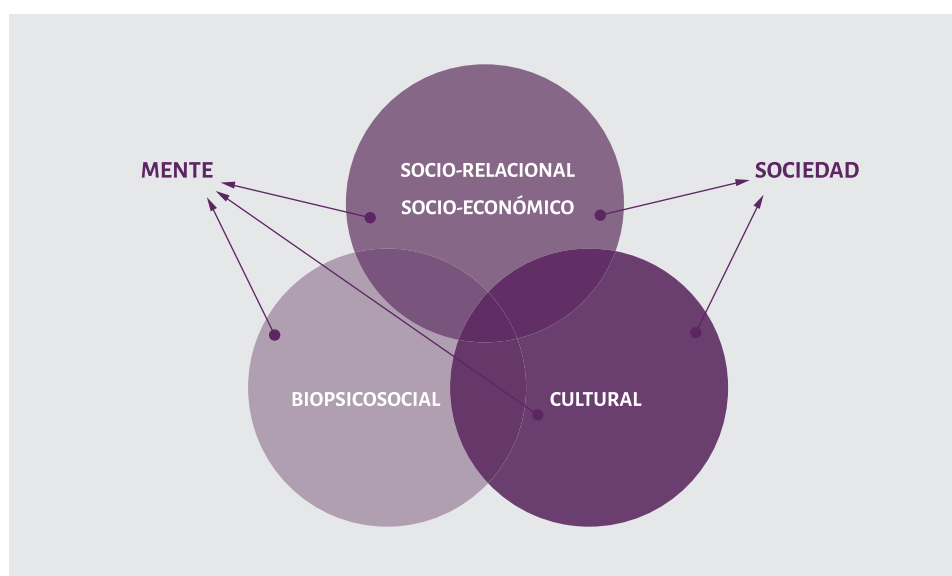 MENTE
SOCIO-RELACIONAL
SOCIO-ECONÓMICO
SOCIEDAD
BIOPSICOSOCIAL
CULTURAL